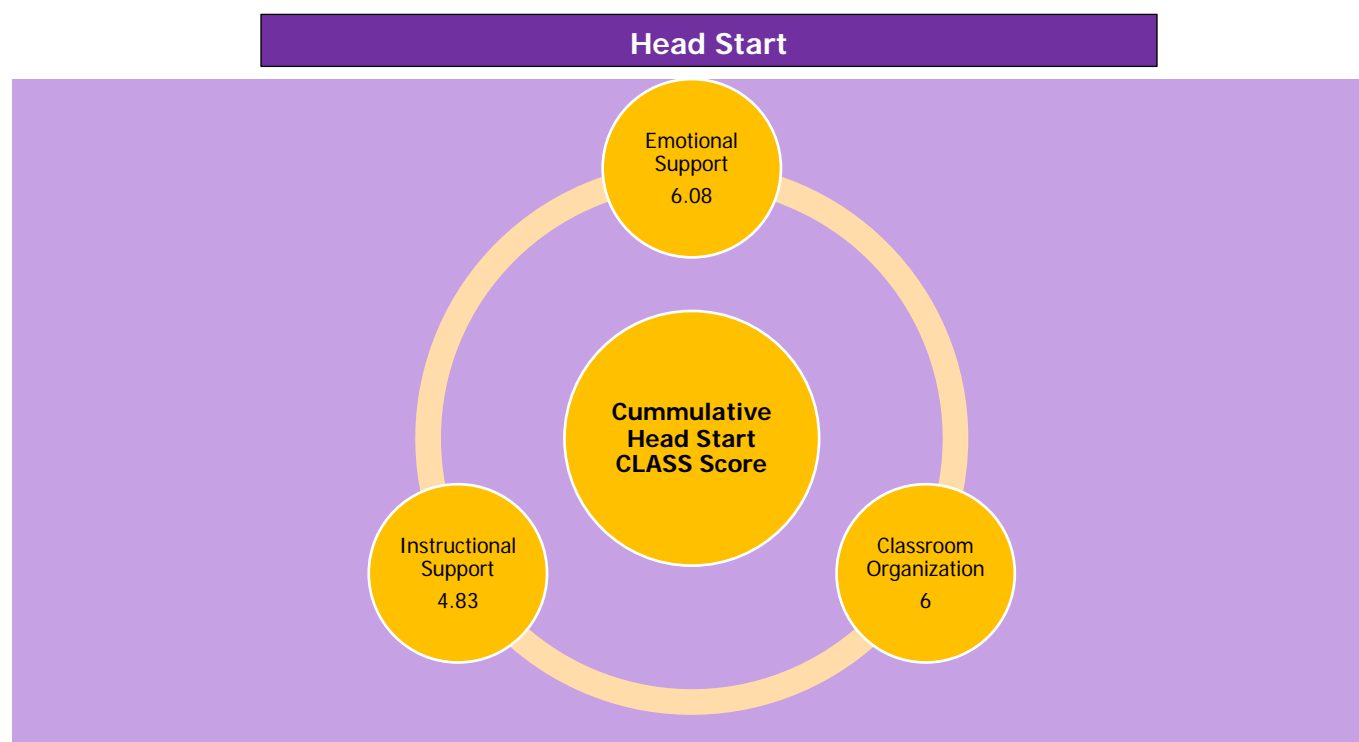 Head Start
Emotional
Support
6.08
Cummulative
Head Start
CLASS Score
Instructional
Support
4.83
Classroom
Organization
6